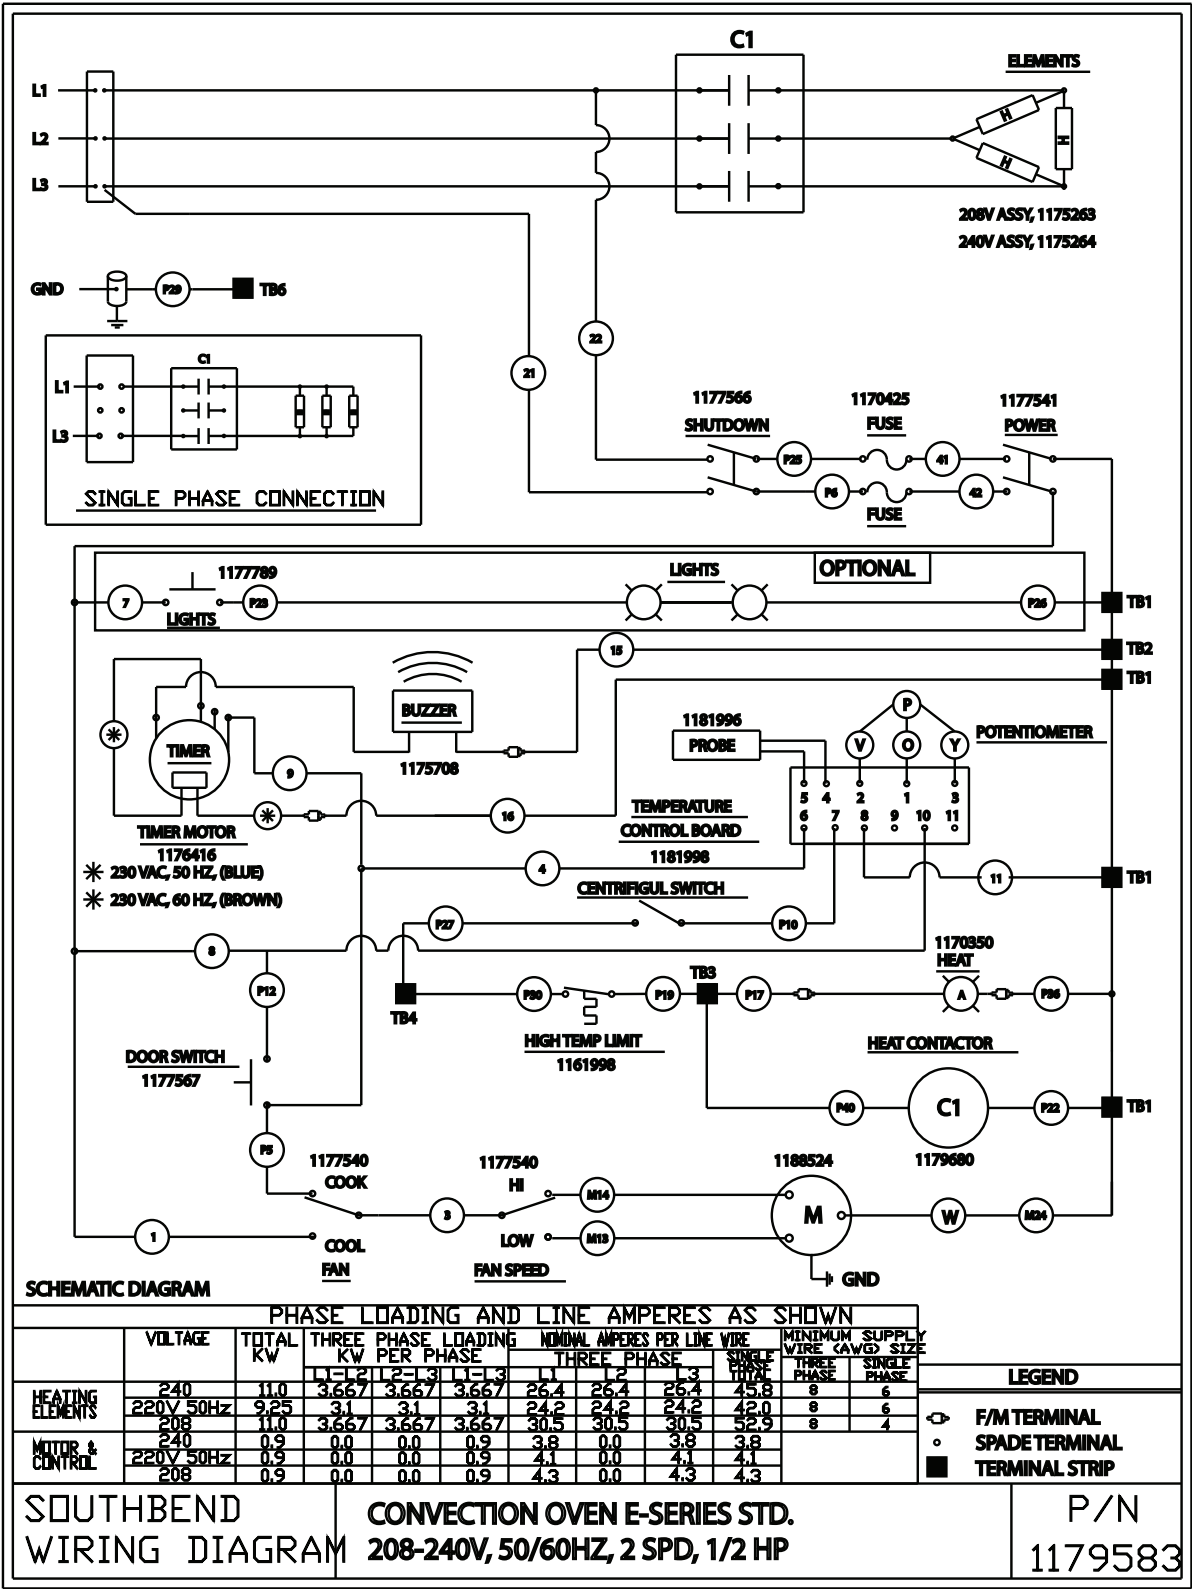 C1
ELEMENTS
L1
L2
L3
H
H
H
208V ASSY, 1175263
240V ASSY, 1175264
GND
P29
TB6
22
21
C1
L1
L3
SINGLE PHASE CONNECTION
1177566
SHUTDOWN
1170425
FUSE
1177541
POWER
P25
41
P6
42
FUSE
OPTIONAL
1177789
LIGHTS
7
P23
P26
TB1
LIGHTS
15
TB2
TB1
BUZZER
1175708
TIMER
9
16
TIMER MOTOR
1176416
230 VAC, 50 HZ, (BLUE)
230 VAC, 60 HZ, (BROWN)
1181996
PROBE
P
V O Y
POTENTIOMETER
5 4 2 1 3
6 7 8 9 10 11
TEMPERATURE
CONTROL BOARD
1181998
4
11
TB1
CENTRIFIGUL SWITCH
P27
P10
8
1170350
HEAT
P12
TB4
P30
P19
TB3
P17
A
P36
HIGH TEMP LIMIT
1161998
DOOR SWITCH
1177567
HEAT CONTACTOR
P40
C1
P22
TB1
1179680
P5
1177540
COOK
1177540
HI
M14
1188524
3
M
W
M24
1
COOL
FAN
LOW
M13
FAN SPEED
GND
SCHEMATIC DIAGRAM
PHASE LOADING AND LINE AMPERES AS SHOWN
VOLTAGE
TOTAL KW
THREE PHASE LOADING
KW PER PHASE
NOMINAL AMPERES PER LINE WIRE
THREE PHASE
SINGLE PHASE TOTAL
MINIMUM SUPPLY
WIRE (AWG) SIZE
THREE PHASE
SINGLE PHASE
L1-L2 L2-L3 L1-L3 L1 L2 L3
HEATING ELEMENTS
240 11.0 3.667 3.667 3.667 26.4 26.4 26.4 45.8 8 6
220V 50Hz 9.25 3.1 3.1 3.1 24.2 24.2 24.2 42.0 8 6
208 11.0 3.667 3.667 3.667 30.5 30.5 30.5 52.9 8 4
MOTOR & CONTROL
240 0.9 0.0 0.0 0.9 3.8 0.0 3.8 3.8
220V 50Hz 0.9 0.0 0.0 0.9 4.1 0.0 4.1 4.1
208 0.9 0.0 0.0 0.9 4.3 0.0 4.3 4.3
LEGEND
F/M TERMINAL
SPADE TERMINAL
TERMINAL STRIP
SOUTHBEND
WIRING DIAGRAM
CONVECTION OVEN E-SERIES STD.
208-240V, 50/60HZ, 2 SPD, 1/2 HP
P/N
1179583